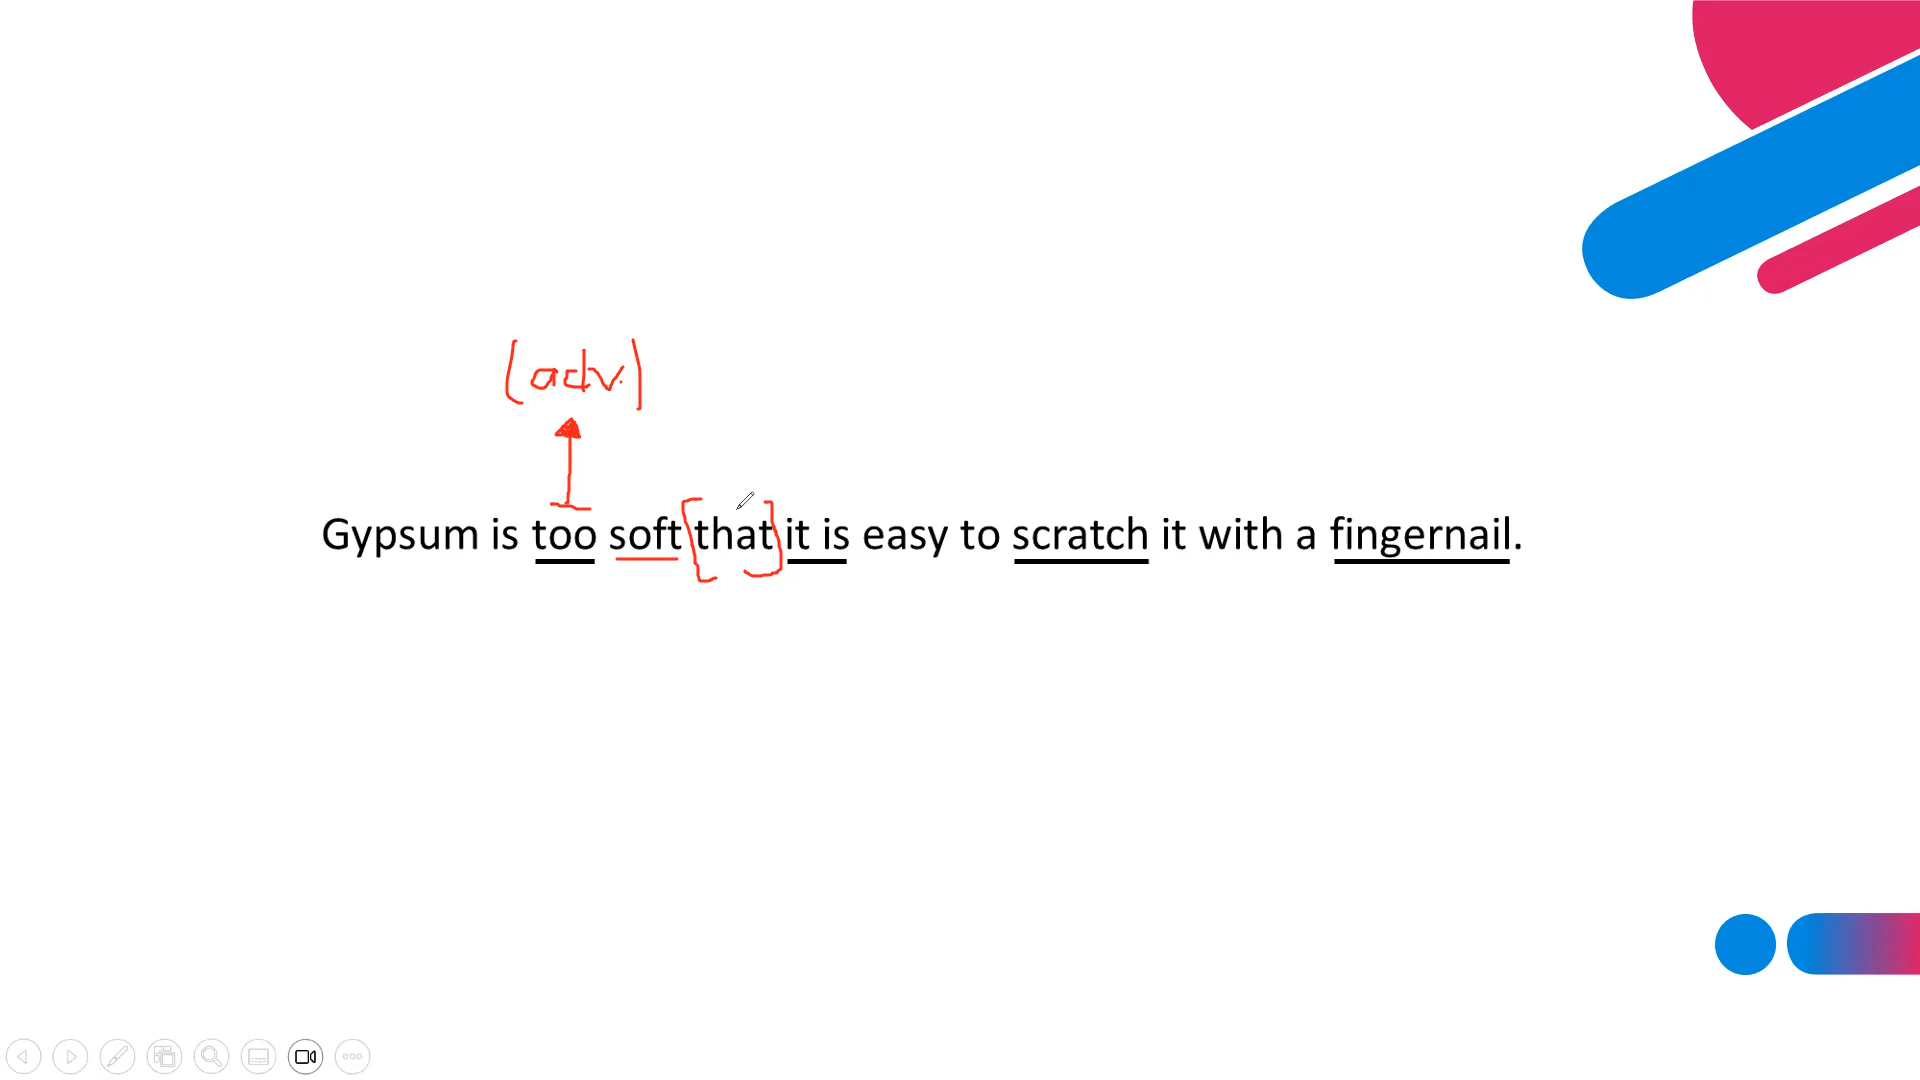 (adv.)
Gypsum is too soft [that] it is easy to scratch it with a fingernail.